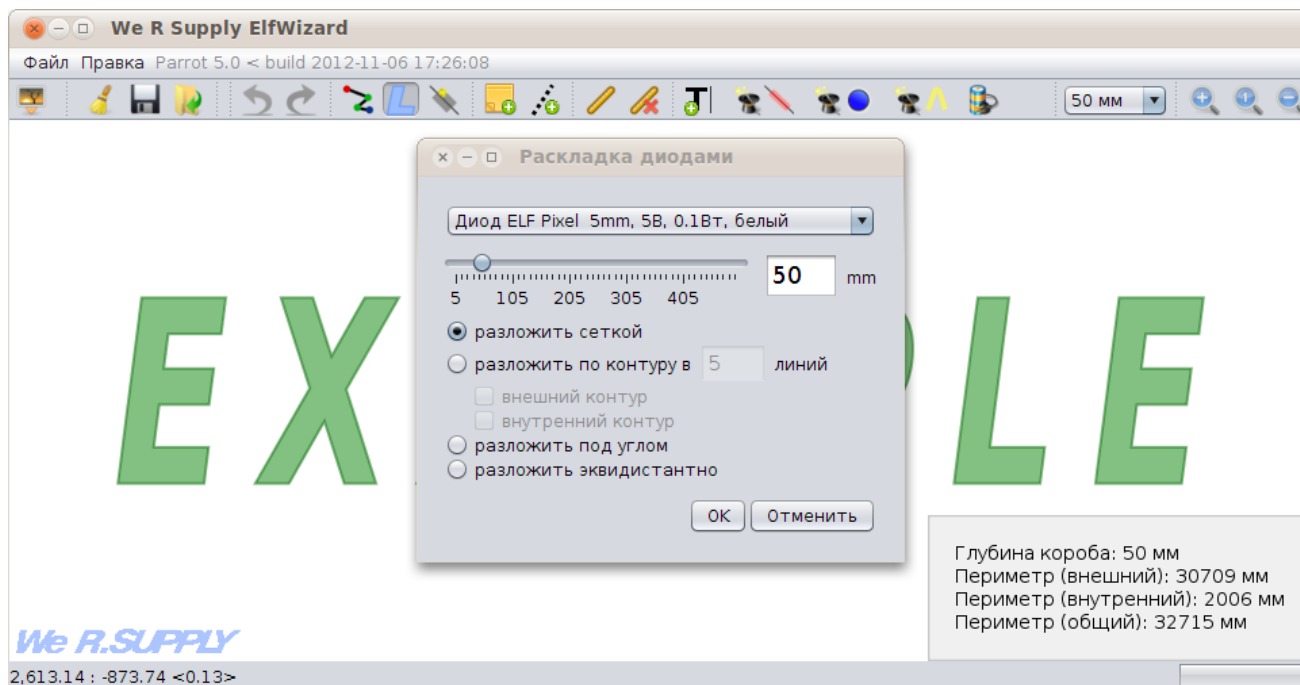 We R Supply ElfWizard
Файл Правка Parrot 5.0 < build 2012-11-06 17:26:08
50 мм
Раскладка диодами
Диод ELF Pixel 5mm, 5В, 0.1Вт, белый
50 mm
5 105 205 305 405
разложить сеткой
разложить по контуру в 5 линий
внешний контур
внутренний контур
разложить под углом
разложить эквидистантно
OK Отменить
EX LE
Глубина короба: 50 мм
Периметр (внешний): 30709 мм
Периметр (внутренний): 2006 мм
Периметр (общий): 32715 мм
We R.SUPPLY
2,613.14 : -873.74 <0.13>